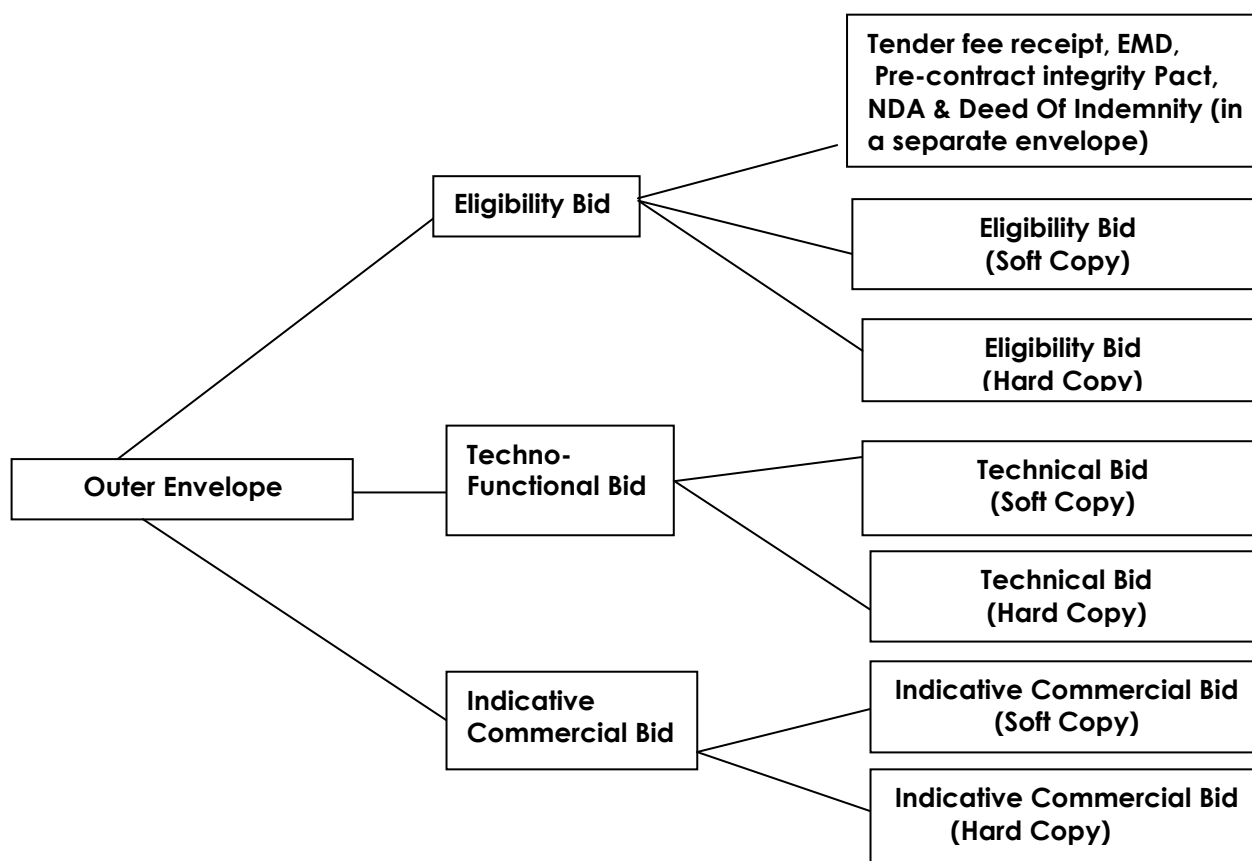 Tender fee receipt, EMD,
Pre-contract integrity Pact,
NDA & Deed Of Indemnity (in
a separate envelope)
Eligibility Bid
Eligibility Bid
(Soft Copy)
Eligibility Bid
(Hard Copy)
Outer Envelope
Techno-
Functional Bid
Technical Bid
(Soft Copy)
Technical Bid
(Hard Copy)
Indicative
Commercial Bid
Indicative Commercial Bid
(Soft Copy)
Indicative Commercial Bid
(Hard Copy)